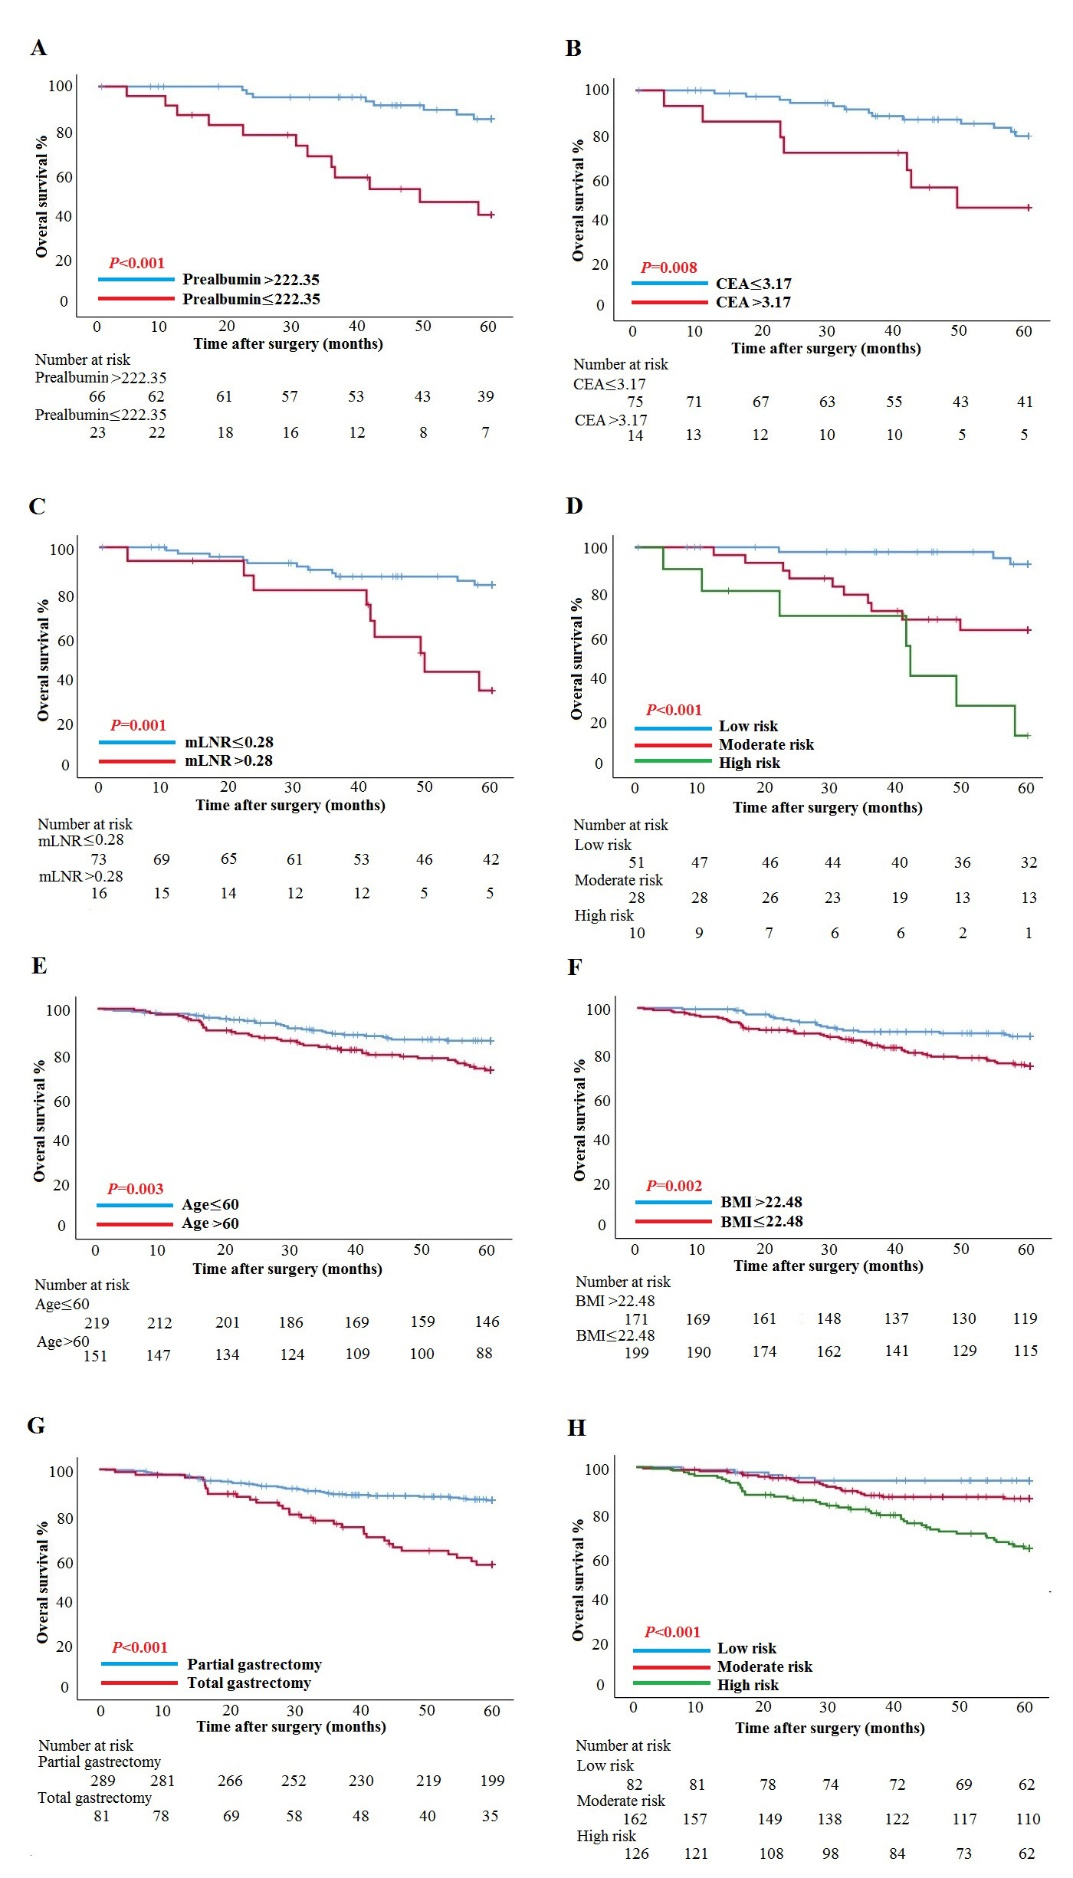 A
100
80
60
40
20
0
Overal survival %
P<0.001
Prealbumin >222.35
Prealbumin≤222.35
0 10 20 30 40 50 60
Time after surgery (months)
Number at risk
Prealbumin >222.35
66 62 61 57 53 43 39
Prealbumin≤222.35
23 22 18 16 12 8 7
B
100
80
60
40
20
0
Overal survival %
P=0.008
CEA≤3.17
CEA >3.17
0 10 20 30 40 50 60
Time after surgery (months)
Number at risk
CEA≤3.17
75 71 67 63 55 43 41
CEA >3.17
14 13 12 10 10 5 5
C
100
80
60
40
20
0
Overal survival %
P=0.001
mLNR≤0.28
mLNR >0.28
0 10 20 30 40 50 60
Time after surgery (months)
Number at risk
mLNR≤0.28
73 69 65 61 53 46 42
mLNR>0.28
16 15 14 12 12 5 5
D
100
80
60
40
20
0
Overal survival %
P<0.001
Low risk
Moderate risk
High risk
0 10 20 30 40 50 60
Time after surgery (months)
Number at risk
Low risk
51 47 46 44 40 36 32
Moderate risk
28 28 26 23 19 13 13
High risk
10 9 7 6 6 2 1
E
100
80
60
40
20
0
Overal survival %
P=0.003
Age≤60
Age >60
0 10 20 30 40 50 60
Time after surgery (months)
Number at risk
Age≤60
219 212 201 186 169 159 146
Age>60
151 147 134 124 109 100 88
F
100
80
60
40
20
0
Overal survival %
P=0.002
BMI >22.48
BMI≤22.48
0 10 20 30 40 50 60
Time after surgery (months)
Number at risk
BMI >22.48
171 169 161 148 137 130 119
BMI≤22.48
199 190 174 162 141 129 115
G
100
80
60
40
20
0
Overal survival %
P<0.001
Partial gastrectomy
Total gastrectomy
0 10 20 30 40 50 60
Time after surgery (months)
Number at risk
Partial gastrectomy
289 281 266 252 230 219 199
Total gastrectomy
81 78 69 58 48 40 35
H
100
80
60
40
20
0
Overal survival %
P<0.001
Low risk
Moderate risk
High risk
0 10 20 30 40 50 60
Time after surgery (months)
Number at risk
Low risk
82 81 78 74 72 69 62
Moderate risk
162 157 149 138 122 117 110
High risk
126 121 108 98 84 73 62